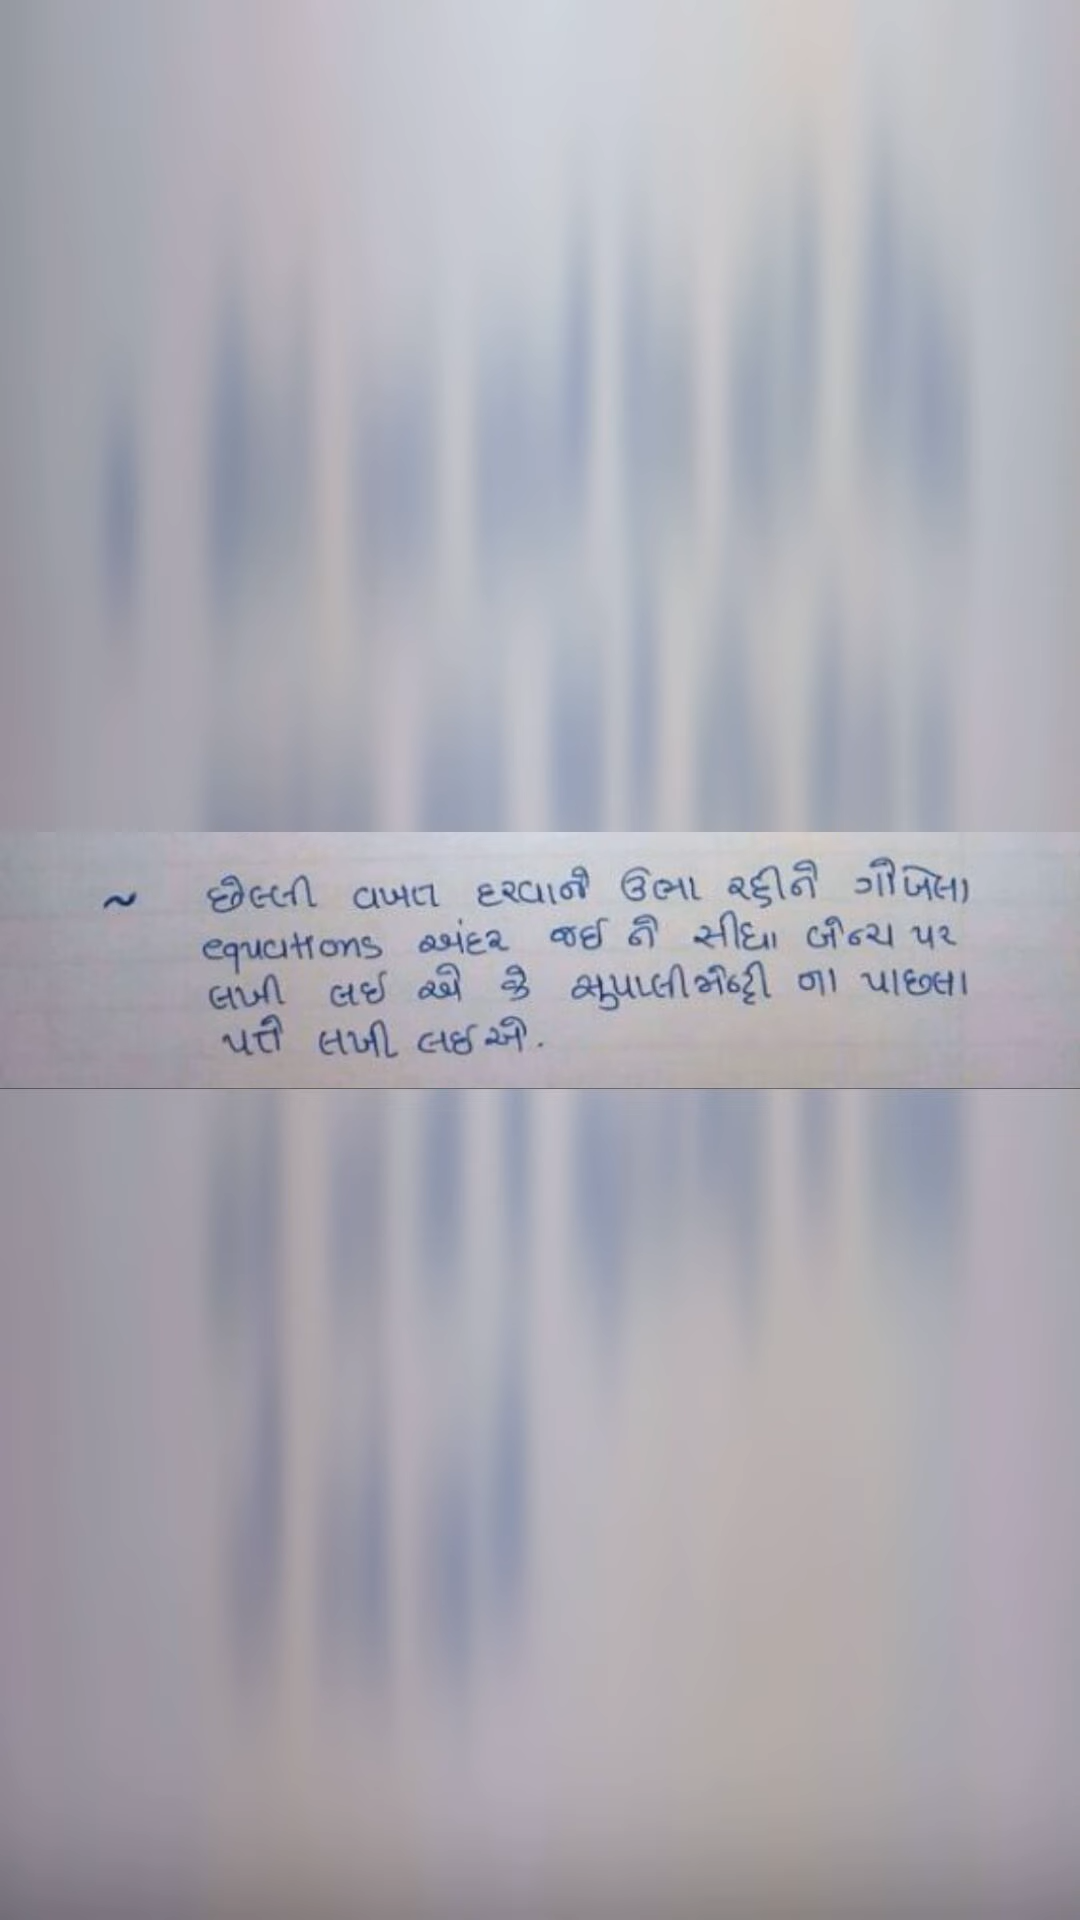 ~ છેલ્લી વખત દરવાજે ઉભા રહીને ગોખેલા
equations અંદર જઈ ને સીધા બેન્ચ પર
લખી લઈ એ કે સુપાલીમેન્ટ્રી ના પાછલા
પત્તે લખી લઈએ.